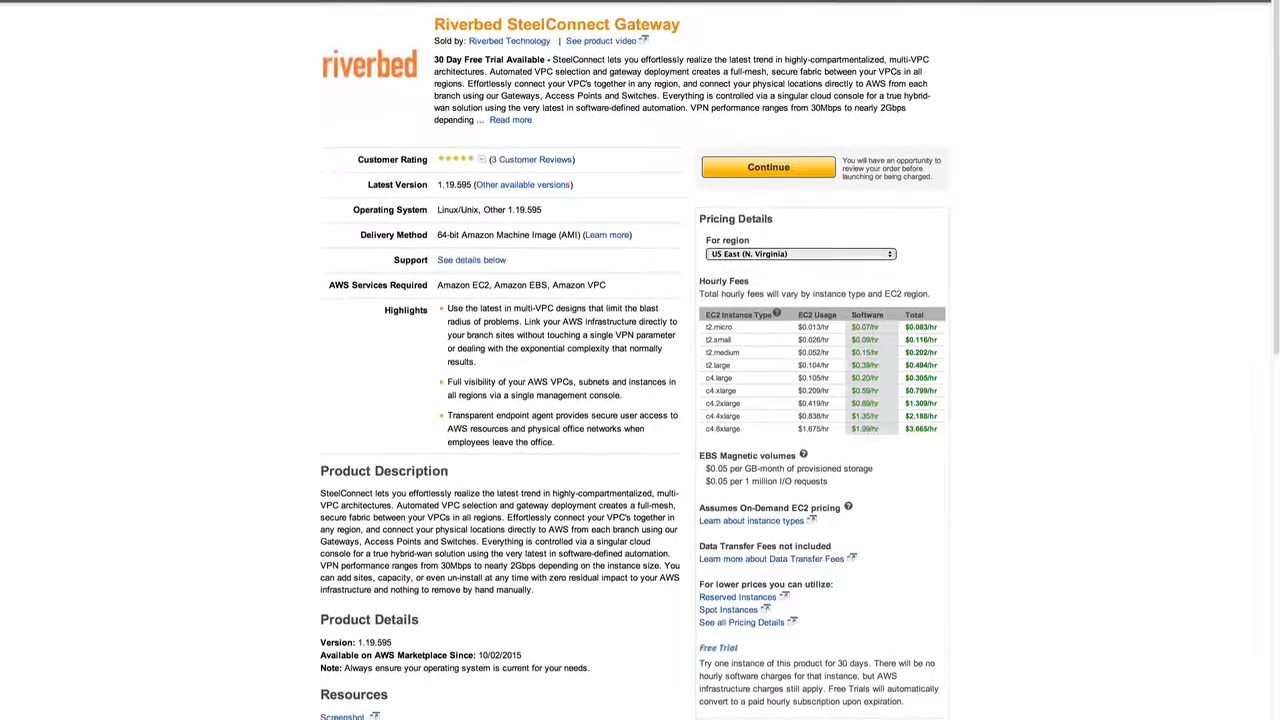 Riverbed SteelConnect Gateway
Sold by: Riverbed Technology | See product video
riverbed
30 Day Free Trial Available - SteelConnect lets you effortlessly realize the latest trend in highly-compartmentalized, multi-VPC
architectures. Automated VPC selection and gateway deployment creates a full-mesh, secure fabric between your VPCs in all
regions. Effortlessly connect your VPC's together in any region, and connect your physical locations directly to AWS from each
branch using our Gateways, Access Points and Switches. Everything is controlled via a singular cloud console for a true hybrid-
wan solution using the very latest in software-defined automation. VPN performance ranges from 30Mbps to nearly 2Gbps
depending ... Read more
Customer Rating (3 Customer Reviews)
Latest Version 1.19.595 (Other available versions)
Operating System Linux/Unix, Other 1.19.595
Delivery Method 64-bit Amazon Machine Image (AMI) (Learn more)
Support See details below
AWS Services Required Amazon EC2, Amazon EBS, Amazon VPC
Highlights
Use the latest in multi-VPC designs that limit the blast
radius of problems. Link your AWS infrastructure directly to
your branch sites without touching a single VPN parameter
or dealing with the exponential complexity that normally
results.
Full visibility of your AWS VPCs, subnets and instances in
all regions via a single management console.
Transparent endpoint agent provides secure user access to
AWS resources and physical office networks when
employees leave the office.
Product Description
SteelConnect lets you effortlessly realize the latest trend in highly-compartmentalized, multi-
VPC architectures. Automated VPC selection and gateway deployment creates a full-mesh,
secure fabric between your VPCs in all regions. Effortlessly connect your VPC's together in
any region, and connect your physical locations directly to AWS from each branch using our
Gateways, Access Points and Switches. Everything is controlled via a singular cloud
console for a true hybrid-wan solution using the very latest in software-defined automation.
VPN performance ranges from 30Mbps to nearly 2Gbps depending on the instance size. You
can add sites, capacity, or even un-install at any time with zero residual impact to your AWS
infrastructure and nothing to remove by hand manually.
Product Details
Version: 1.19.595
Available on AWS Marketplace Since: 10/02/2015
Note: Always ensure your operating system is current for your needs.
Resources
Screenshot
Continue
You will have an opportunity to
review your order before
launching or being charged.
Pricing Details
For region
US East (N. Virginia)
Hourly Fees
Total hourly fees will vary by instance type and EC2 region.
EC2 Instance Type EC2 Usage Software Total
t2.micro $0.013/hr $0.07/hr $0.083/hr
t2.small $0.026/hr $0.09/hr $0.116/hr
t2.medium $0.052/hr $0.15/hr $0.202/hr
t2.large $0.104/hr $0.39/hr $0.494/hr
c4.large $0.105/hr $0.20/hr $0.305/hr
c4.xlarge $0.209/hr $0.59/hr $0.799/hr
c4.2xlarge $0.419/hr $0.89/hr $1.309/hr
c4.4xlarge $0.838/hr $1.35/hr $2.188/hr
c4.8xlarge $1.675/hr $1.99/hr $3.665/hr
EBS Magnetic volumes
$0.05 per GB-month of provisioned storage
$0.05 per 1 million I/O requests
Assumes On-Demand EC2 pricing
Learn about instance types
Data Transfer Fees not included
Learn more about Data Transfer Fees
For lower prices you can utilize:
Reserved Instances
Spot Instances
See all Pricing Details
Free Trial
Try one instance of this product for 30 days. There will be no
hourly software charges for that instance, but AWS
infrastructure charges still apply. Free Trials will automatically
convert to a paid hourly subscription upon expiration.